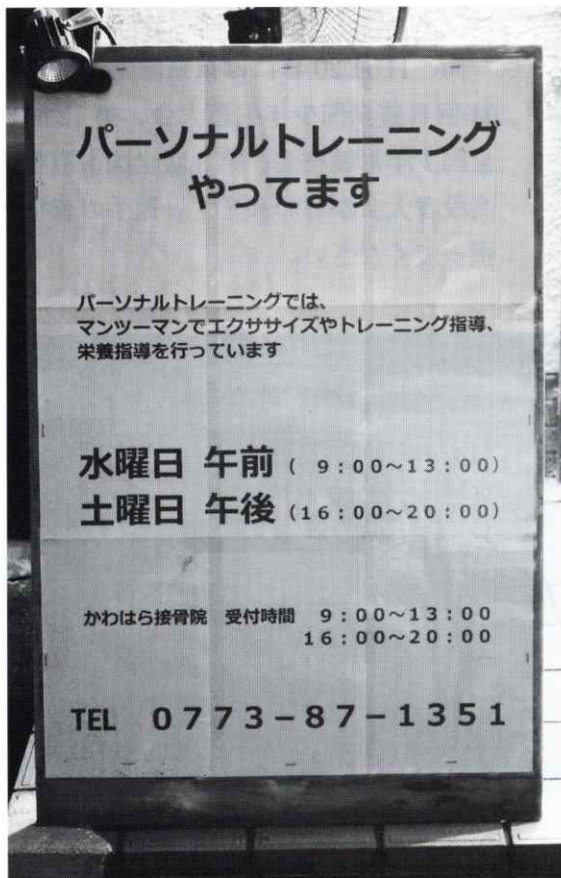 パーソナルトレーニング
やってます
パーソナルトレーニングでは、
マンツーマンでエクササイズやトレーニング指導、
栄養指導を行っています
水曜日 午前 ( 9:00~13:00)
土曜日 午後 (16:00~20:00)
かわはら接骨院 受付時間 9:00~13:00
16:00~20:00
TEL 0773-87-1351